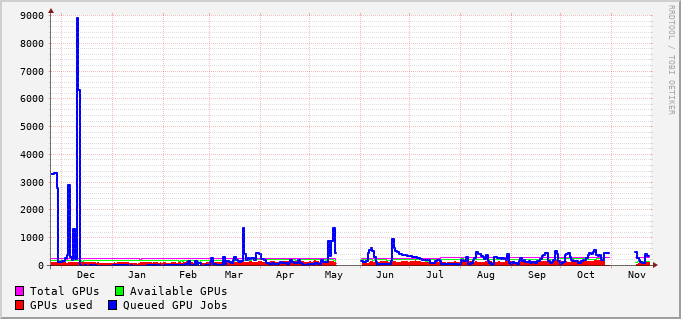 RRDTOOL / TOBI OETIKER
9000
8000
7000
6000
5000
4000
3000
2000
1000
0
Dec Jan Feb Mar Apr May Jun Jul Aug Sep Oct Nov
Total GPUs Available GPUs
GPUs used Queued GPU Jobs